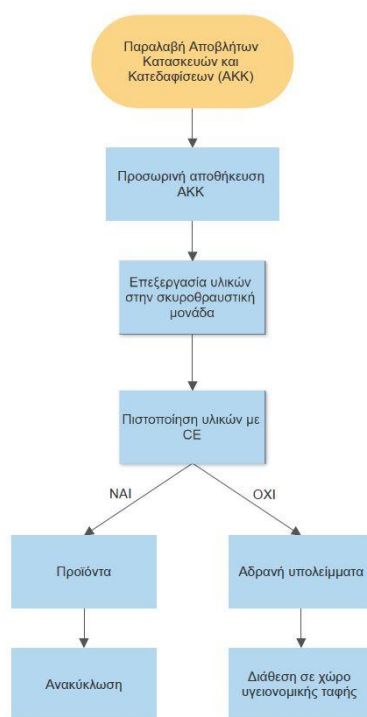 Παραλαβή Αποβλήτων
Κατασκευών και
Κατεδαφίσεων (ΑΚΚ)
Προσωρινή αποθήκευση
ΑΚΚ
Επεξεργασία υλικών
στην σκυροθραυστική
μονάδα
Πιστοποίηση υλικών με
CE
ΝΑΙ
ΟΧΙ
Προϊόντα
Αδρανή υπολείμματα
Ανακύκλωση
Διάθεση σε χώρο
υγειονομικής ταφής